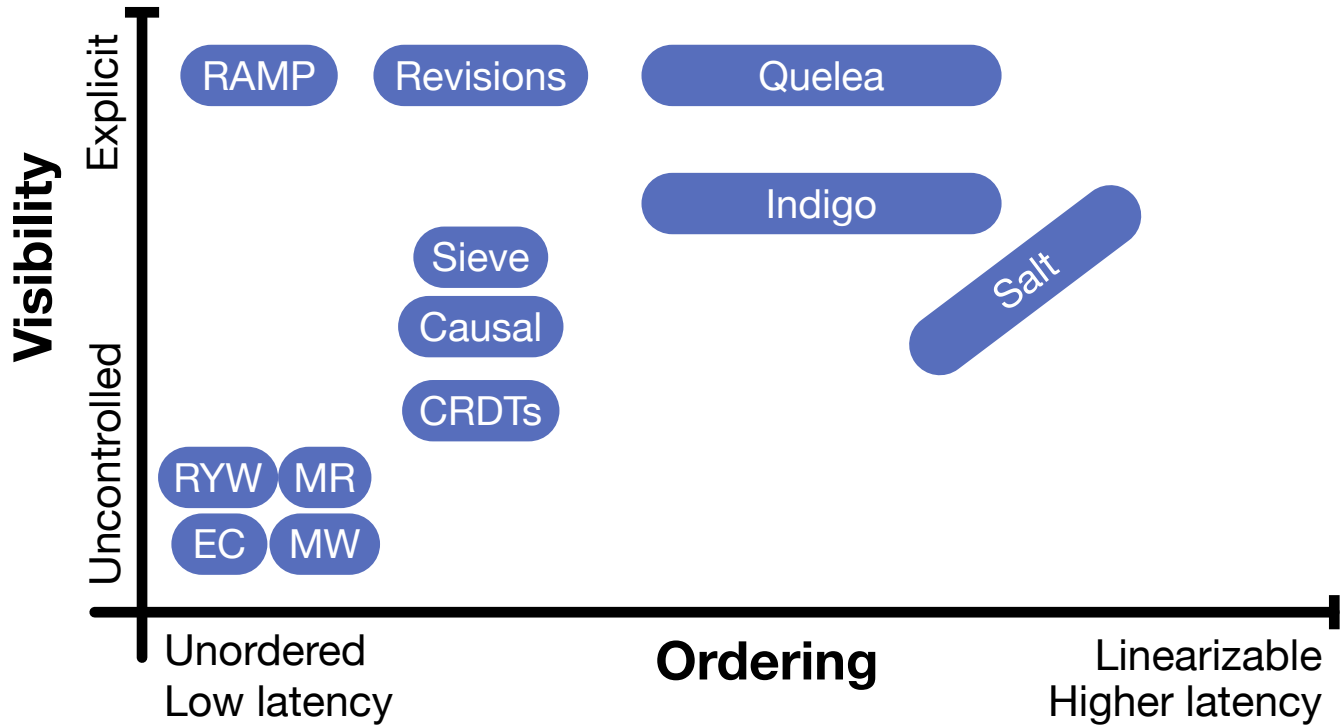 Visibility
Explicit
Uncontrolled
RAMP
Revisions
Quelea
Indigo
Salt
Sieve
Causal
CRDTs
RYW
MR
EC
MW
Unordered
Low latency
Ordering
Linearizable
Higher latency